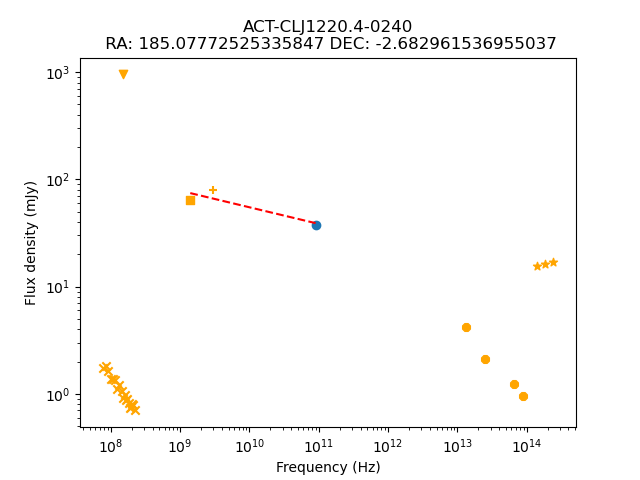 ACT-CLJ1220.4-0240
RA: 185.07772525335847 DEC: -2.682961536955037
10³
10²
10¹
10⁰
Flux density (mJy)
10⁸ 10⁹ 10¹⁰ 10¹¹ 10¹² 10¹³ 10¹⁴
Frequency (Hz)